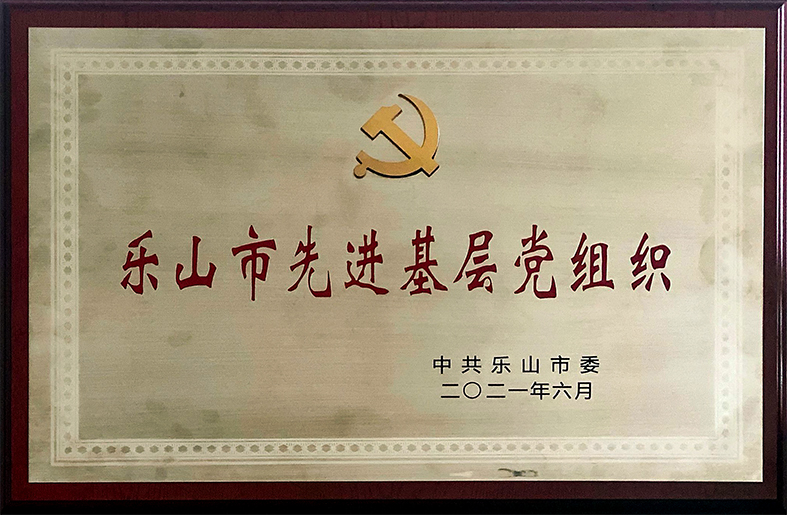 乐山市先进基层党组织
中共乐山市委
二〇二一年六月